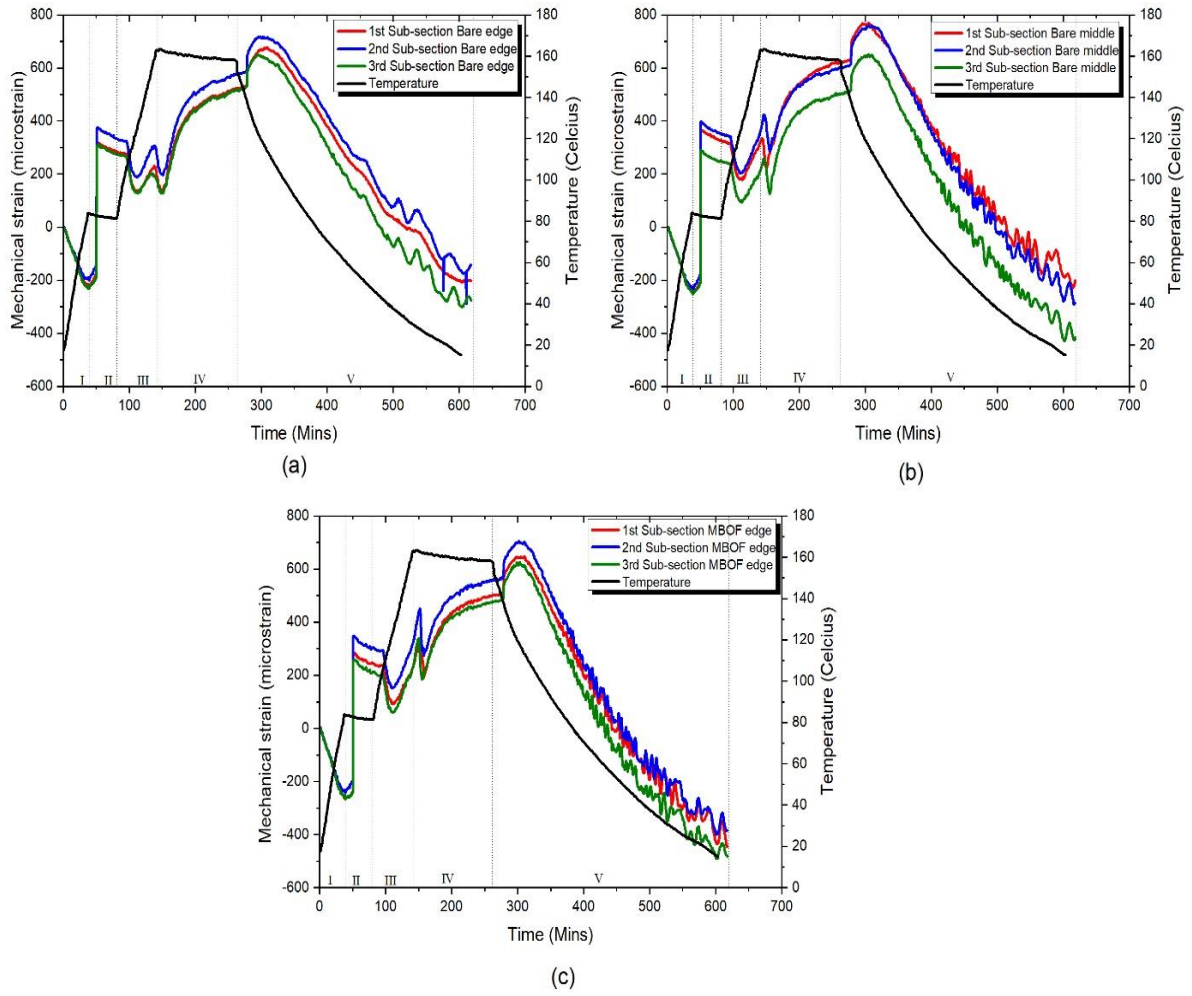 800
600
400
200
0
-200
-400
-600
Mechanical strain (microstrain)
1st Sub-section Bare edge
2nd Sub-section Bare edge
3rd Sub-section Bare edge
Temperature
180
160
140
120
100
80
60
40
20
0
Temperature (Celcius)
I II III IV V
0 100 200 300 400 500 600 700
Time (Mins)
(a)
800
600
400
200
0
-200
-400
-600
Mechanical strain (microstrain)
1st Sub-section Bare middle
2nd Sub-section Bare middle
3rd Sub-section Bare middle
Temperature
180
160
140
120
100
80
60
40
20
0
Temperature (Celcius)
I II III IV V
0 100 200 300 400 500 600 700
Time (Mins)
(b)
800
600
400
200
0
-200
-400
-600
Mechanical strain (microstrain)
1st Sub-section MBOF edge
2nd Sub-section MBOF edge
3rd Sub-section MBOF edge
Temperature
180
160
140
120
100
80
60
40
20
0
Temperature (Celcius)
I II III IV V
0 100 200 300 400 500 600 700
Time (Mins)
(c)